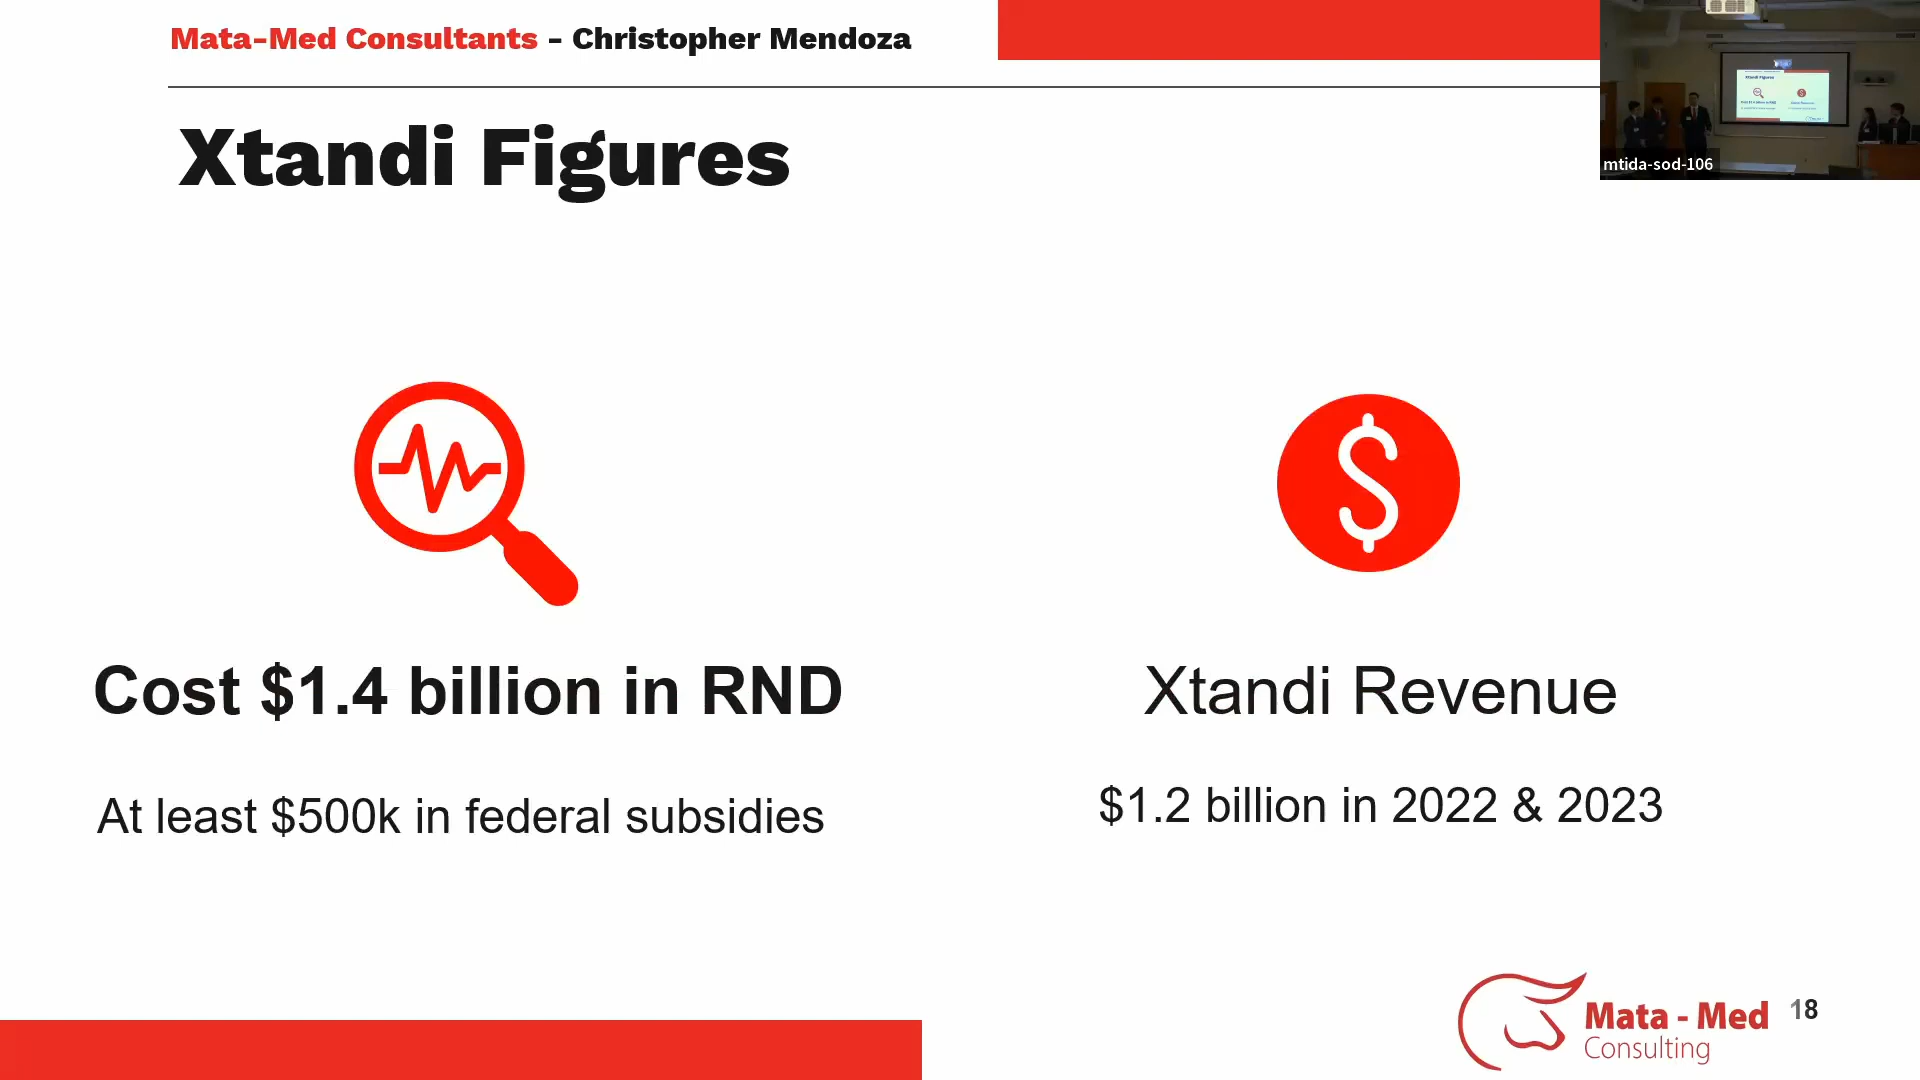 Mata-Med Consultants - Christopher Mendoza
Xtandi Figures
mtida-sod-106
Cost $1.4 billion in RND
At least $500k in federal subsidies
Xtandi Revenue
$1.2 billion in 2022 & 2023
Mata - Med
Consulting
18